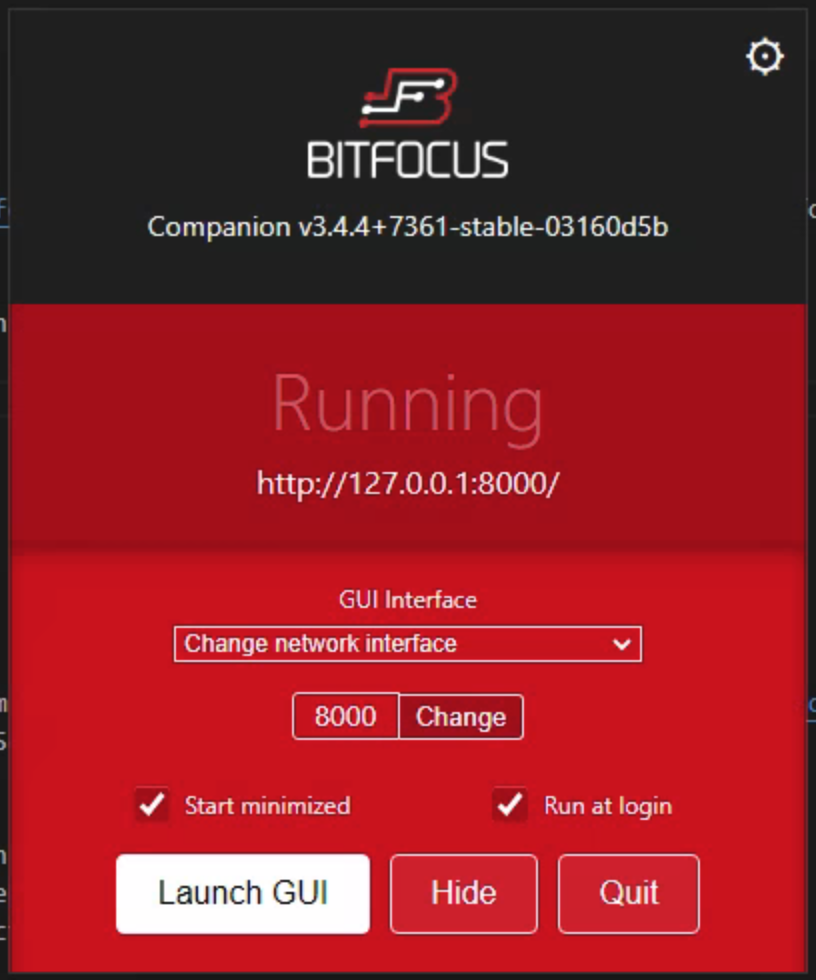 BITFOCUS
Companion v3.4.4+7361-stable-03160d5b
Running
http://127.0.0.1:8000/
GUI Interface
Change network interface
8000 Change
Start minimized Run at login
Launch GUI Hide Quit